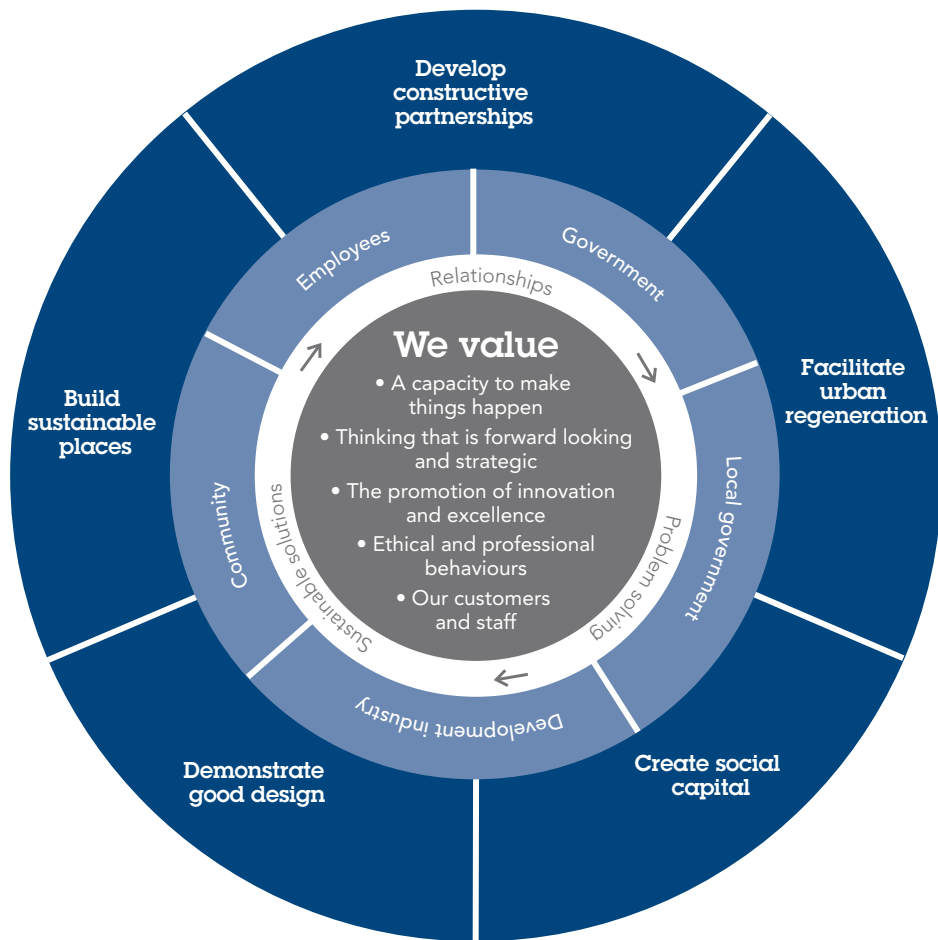 Develop
constructive
partnerships
Employees
Government
Relationships
We value
• A capacity to make
things happen
• Thinking that is forward looking
and strategic
• The promotion of innovation
and excellence
• Ethical and professional
behaviours
• Our customers
and staff
Facilitate
urban
regeneration
Build
sustainable
places
Local government
Community
Problem solving
Sustainable solutions
Development industry
Create social
capital
Demonstrate
good design